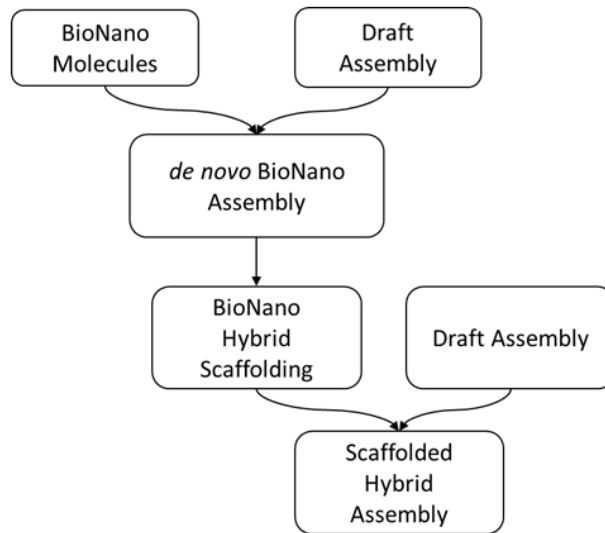 BioNano
Molecules
Draft
Assembly
de novo BioNano
Assembly
BioNano
Hybrid
Scaffolding
Draft Assembly
Scaffolded
Hybrid
Assembly